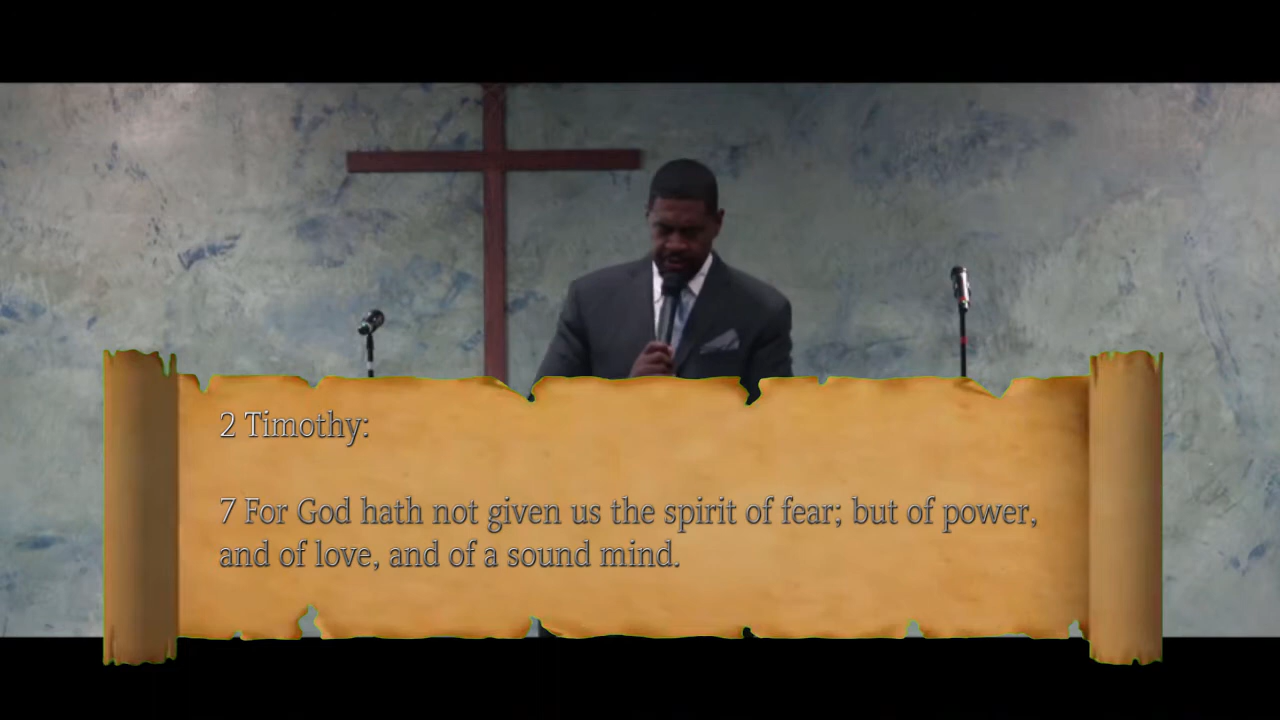 2 Timothy:
7 For God hath not given us the spirit of fear; but of power,
and of love, and of a sound mind.